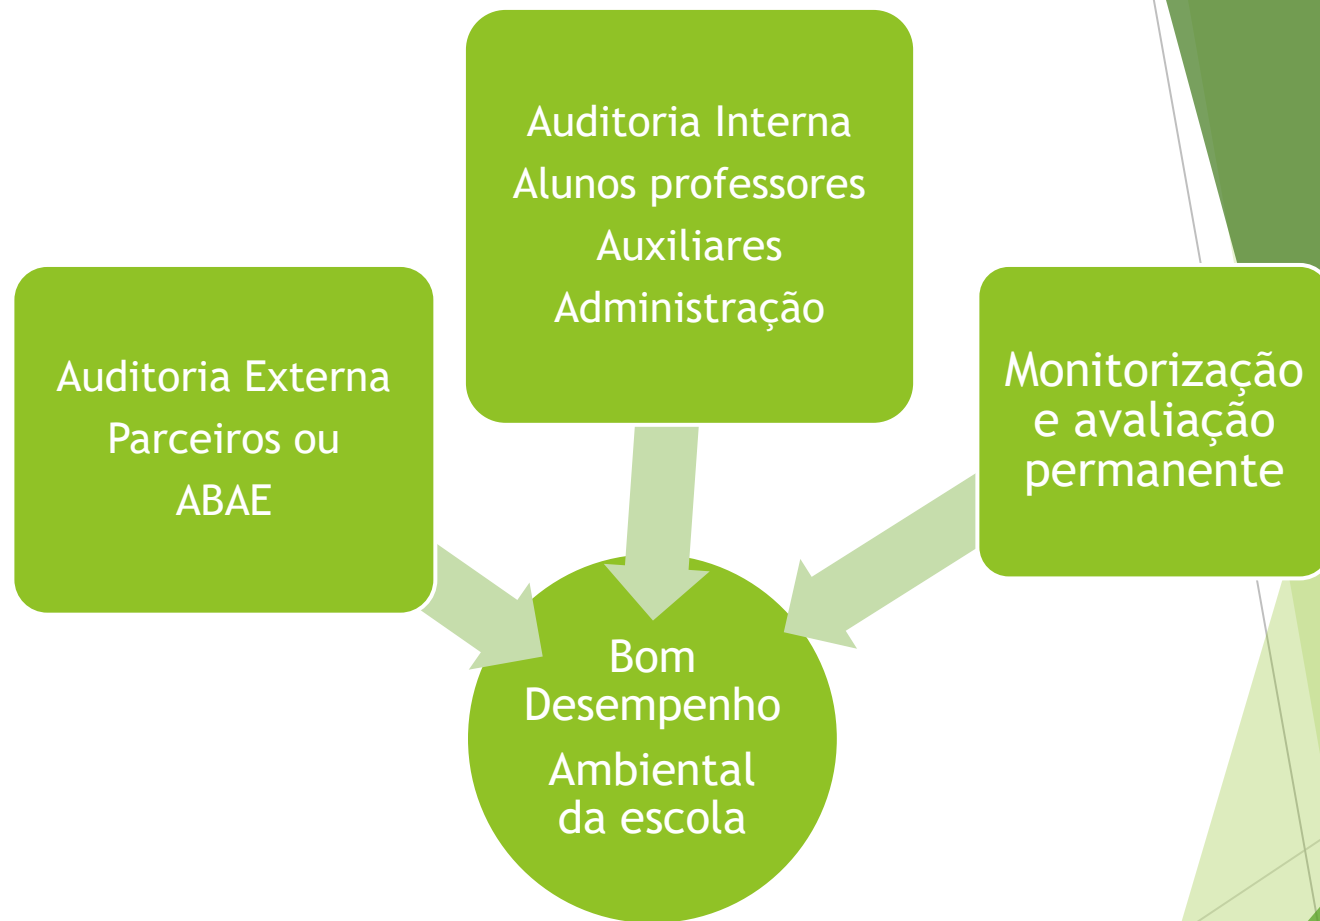 Auditoria Interna
Alunos professores
Auxiliares
Administração
Auditoria Externa
Parceiros ou
ABAE
Monitorização
e avaliação
permanente
Bom
Desempenho
Ambiental
da escola